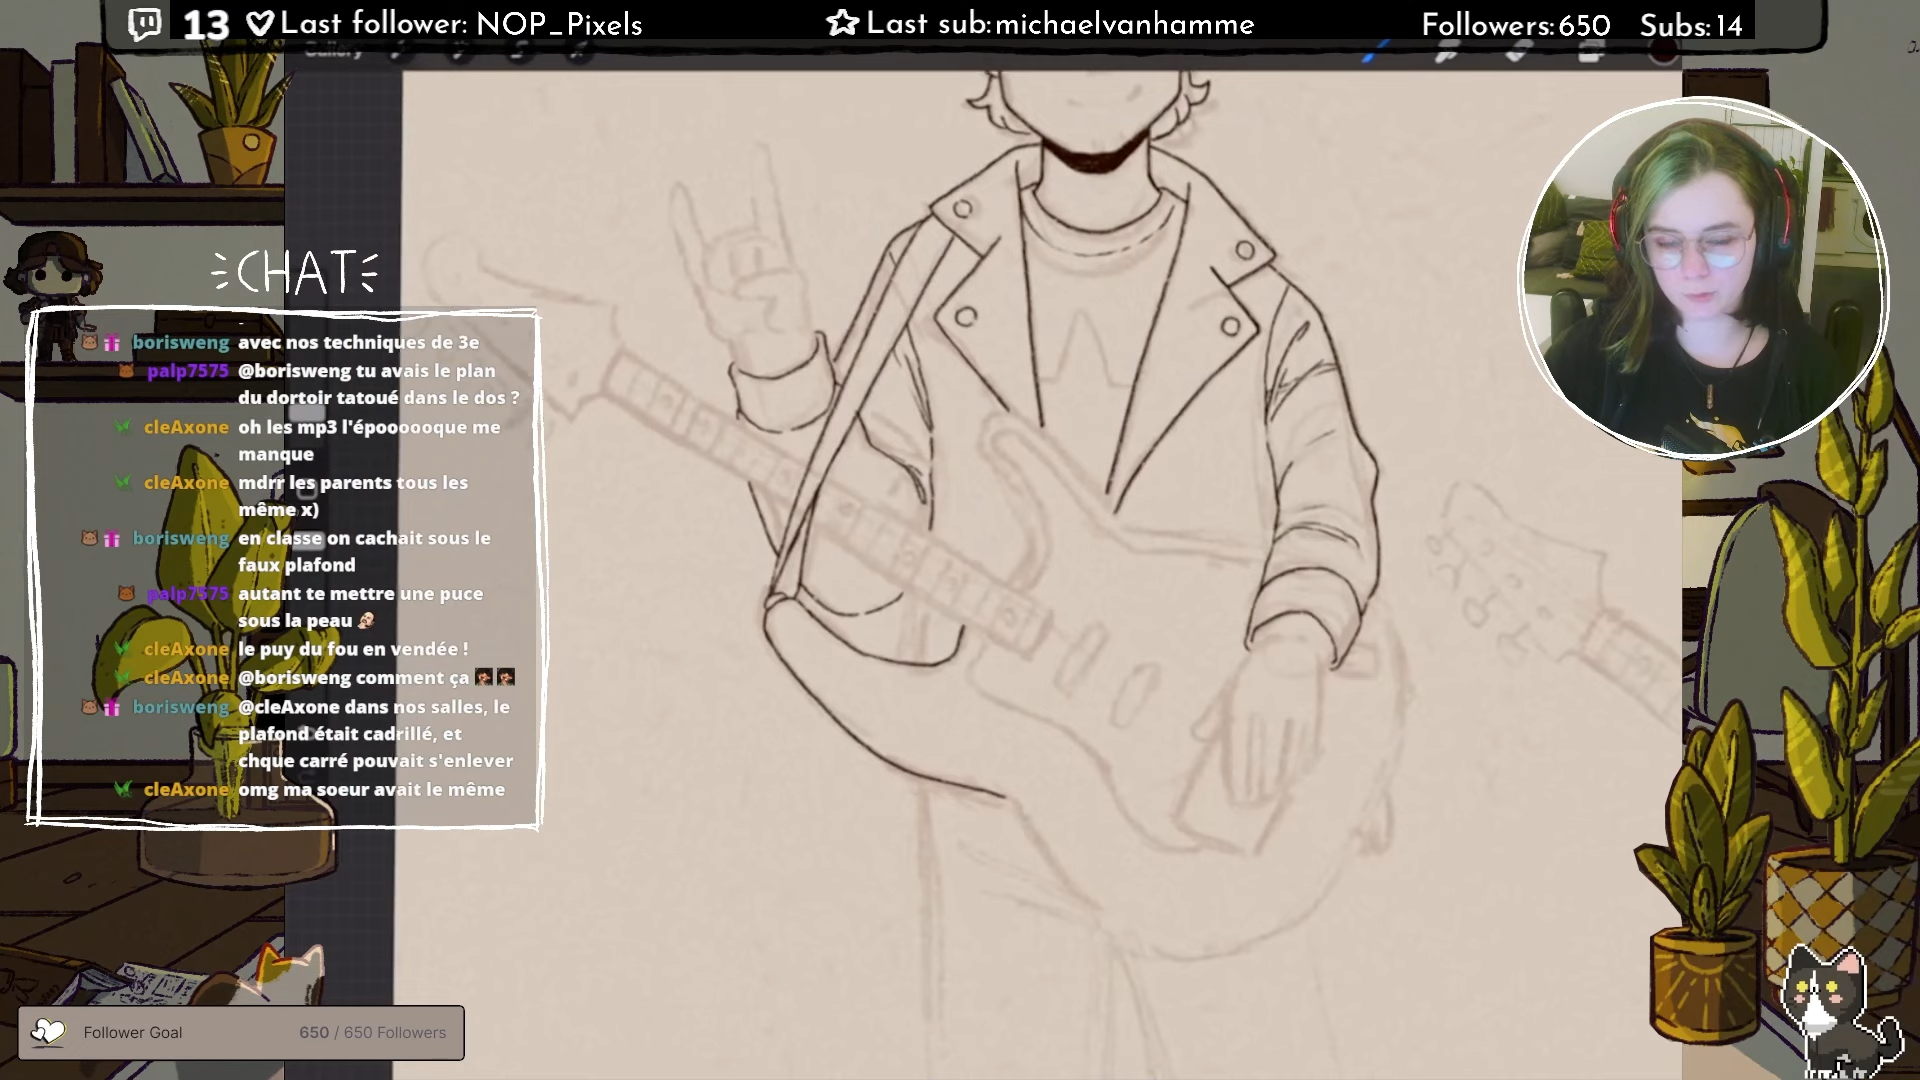 13 Last follower: NOP_Pixels Last sub: michaelvanhamme Followers: 650 Subs: 14
Gallery
CHAT
borisweng avec nos techniques de 3e
palp7575 @borisweng tu avais le plan
du dortoir tatoué dans le dos ?
cleAxone oh les mp3 l'époooooque me
manque
cleAxone mdrr les parents tous les
même x)
borisweng en classe on cachait sous le
faux plafond
palp7575 autant te mettre une puce
sous la peau
cleAxone le puy du fou en vendée !
cleAxone @borisweng comment ça
borisweng @cleAxone dans nos salles, le
plafond était cadrillé, et
chque carré pouvait s'enlever
cleAxone omg ma soeur avait le même
Follower Goal 650 / 650 Followers